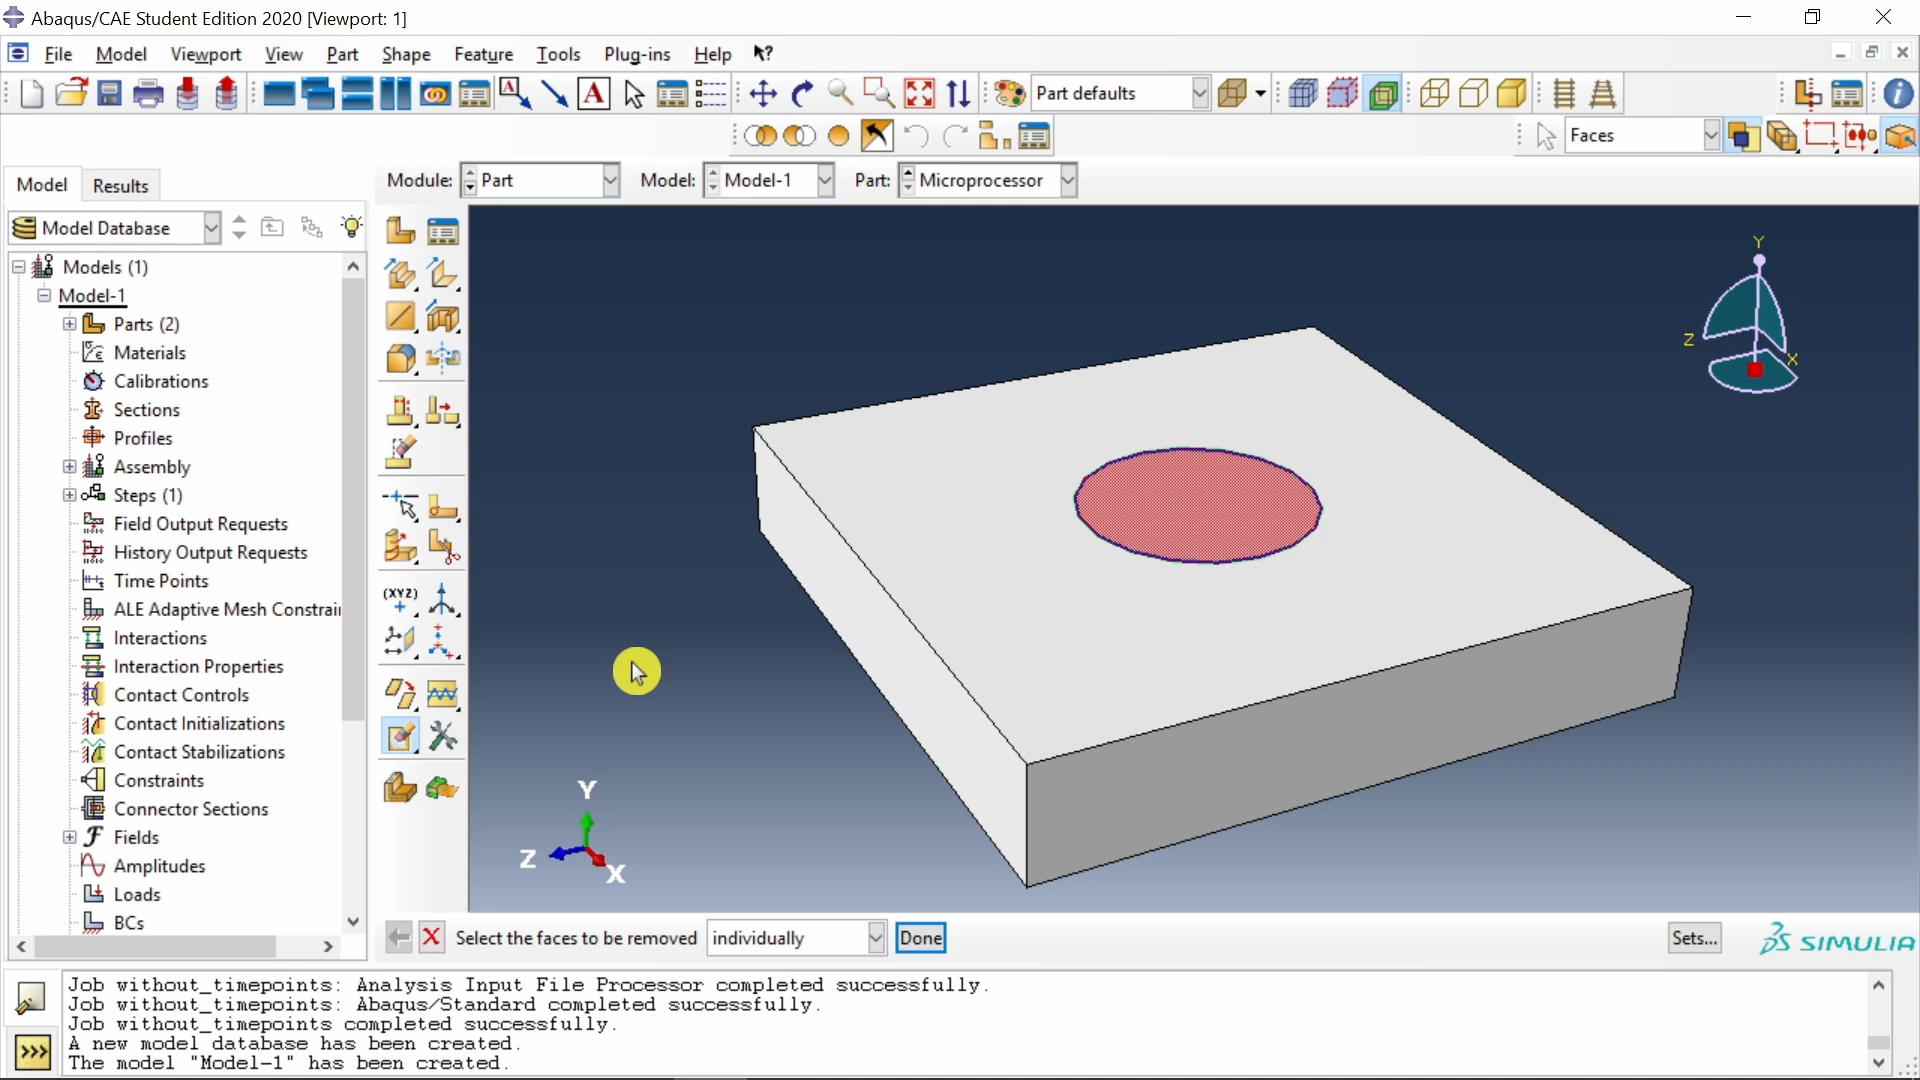 Abaqus/CAE Student Edition 2020 [Viewport: 1]
File Model Viewport View Part Shape Feature Tools Plug-ins Help
Part defaults
Faces
Model Results
Module: Part Model: Model-1 Part: Microprocessor
Model Database
Models (1)
Model-1
Parts (2)
Materials
Calibrations
Sections
Profiles
Assembly
Steps (1)
Field Output Requests
History Output Requests
Time Points
ALE Adaptive Mesh Constrai
Interactions
Interaction Properties
Contact Controls
Contact Initializations
Contact Stabilizations
Constraints
Connector Sections
Fields
Amplitudes
Loads
BCs
(XYZ)
Y
Z
X
Y
Z
X
Select the faces to be removed individually Done Sets... SIMULIA
Job without_timepoints: Analysis Input File Processor completed successfully.
Job without_timepoints: Abaqus/Standard completed successfully.
Job without_timepoints completed successfully.
A new model database has been created.
The model "Model-1" has been created.